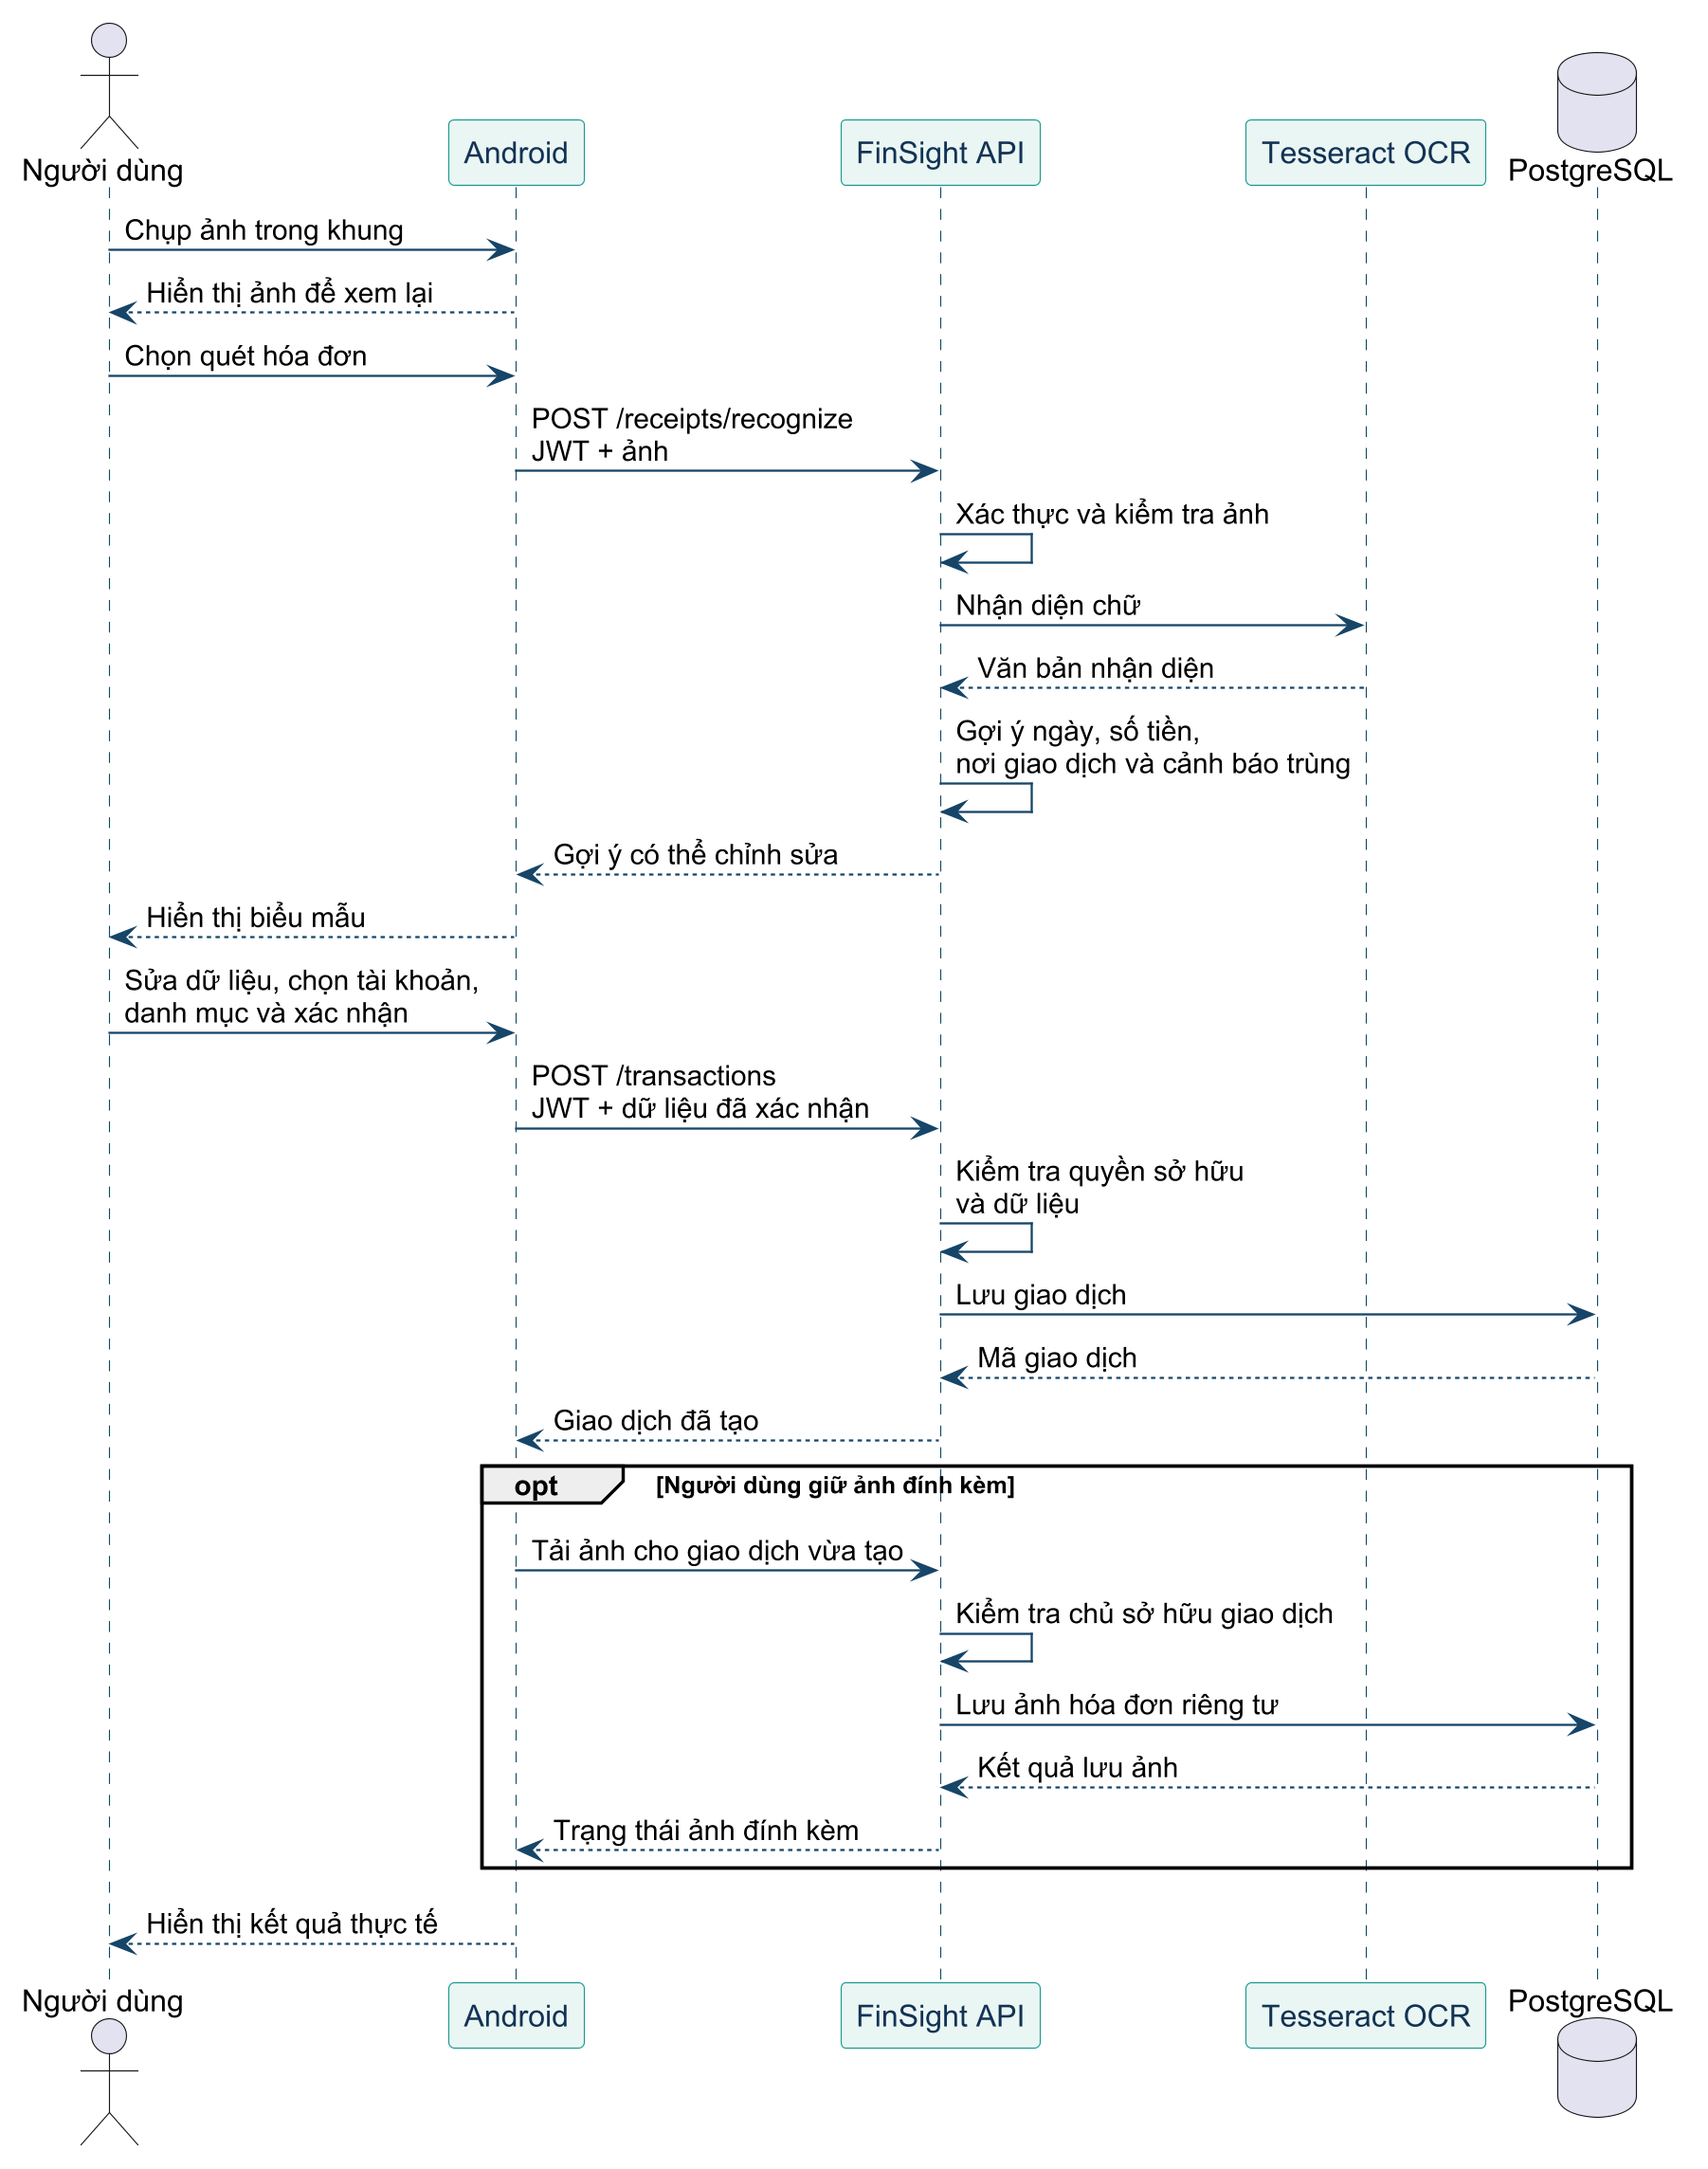 Người dùng
Android
FinSight API
Tesseract OCR
PostgreSQL
Chụp ảnh trong khung
Hiển thị ảnh để xem lại
Chọn quét hóa đơn
POST /receipts/recognize
JWT + ảnh
Xác thực và kiểm tra ảnh
Nhận diện chữ
Văn bản nhận diện
Gợi ý ngày, số tiền,
nơi giao dịch và cảnh báo trùng
Gợi ý có thể chỉnh sửa
Hiển thị biểu mẫu
Sửa dữ liệu, chọn tài khoản,
danh mục và xác nhận
POST /transactions
JWT + dữ liệu đã xác nhận
Kiểm tra quyền sở hữu
và dữ liệu
Lưu giao dịch
Mã giao dịch
Giao dịch đã tạo
opt
[Người dùng giữ ảnh đính kèm]
Tải ảnh cho giao dịch vừa tạo
Kiểm tra chủ sở hữu giao dịch
Lưu ảnh hóa đơn riêng tư
Kết quả lưu ảnh
Trạng thái ảnh đính kèm
Hiển thị kết quả thực tế
Người dùng
Android
FinSight API
Tesseract OCR
PostgreSQL